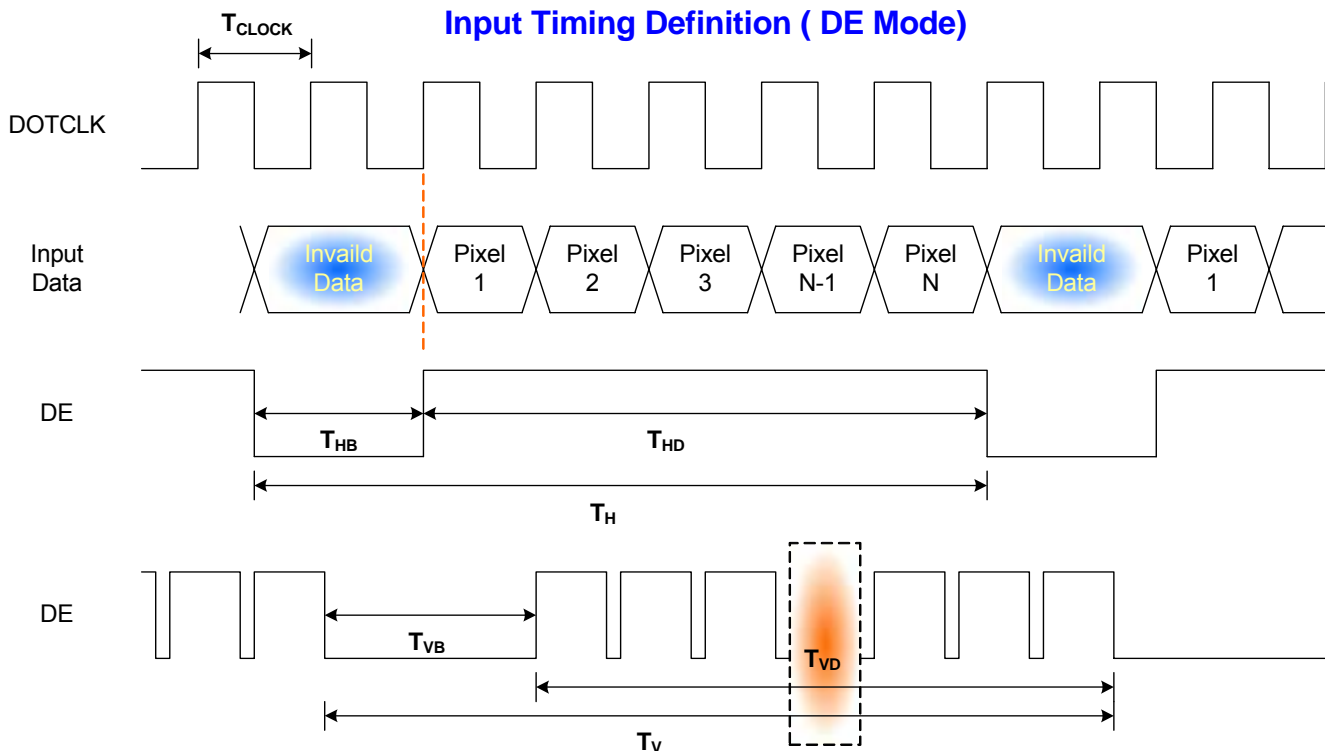 Input Timing Definition ( DE Mode)
TCLOCK
DOTCLK
Input
Data
Invaild
Data
Pixel
1
Pixel
2
Pixel
3
Pixel
N-1
Pixel
N
Invaild
Data
Pixel
1
DE
THB
THD
TH
DE
TVB
TVD
TV